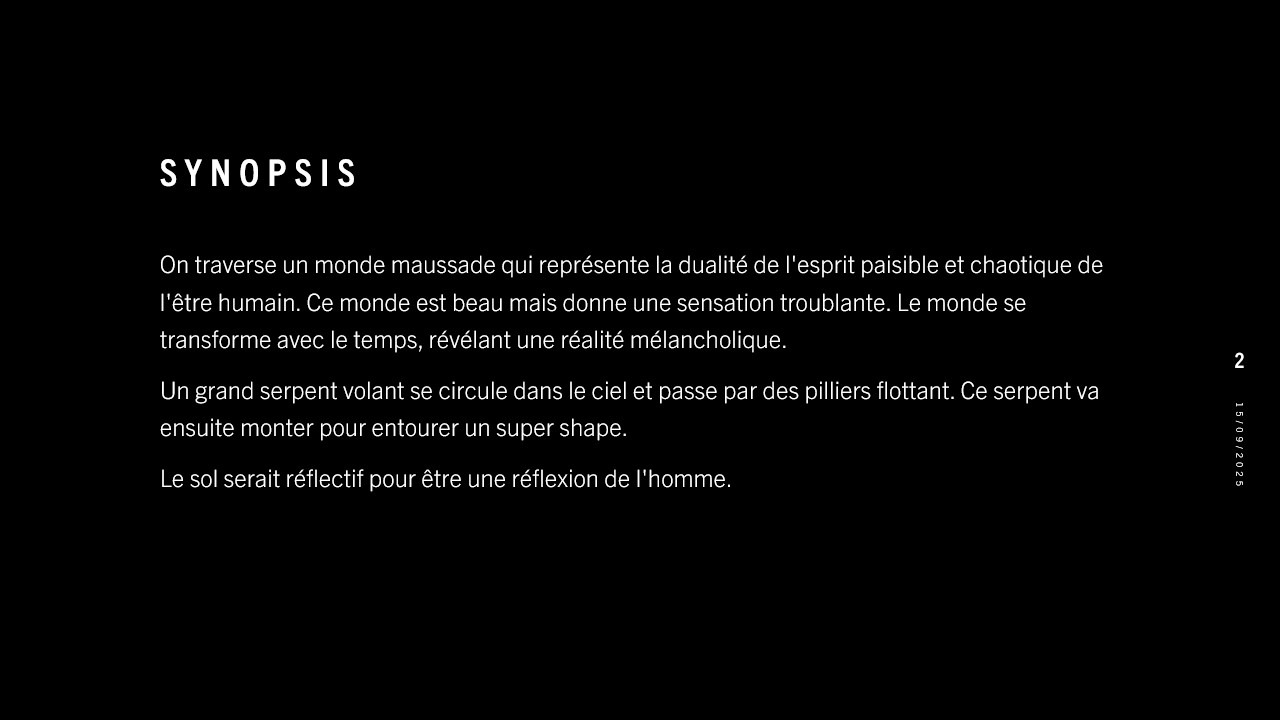 SYNOPSIS
On traverse un monde maussade qui représente la dualité de l'esprit paisible et chaotique de
l'être humain. Ce monde est beau mais donne une sensation troublante. Le monde se
transforme avec le temps, révélant une réalité mélancholique.
Un grand serpent volant se circule dans le ciel et passe par des pilliers flottant. Ce serpent va
ensuite monter pour entourer un super shape.
Le sol serait réflectif pour être une réflexion de l'homme.
2
15/09/2025